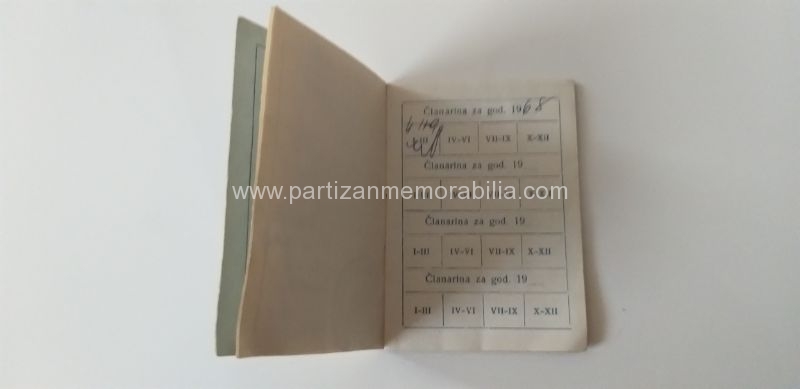 Članarina za god. 1968
I-III IV-VI VII-IX X-XII
Članarina za god. 19
www.partizanmemorabilia.com
Članarina za god. 19
I-III IV-VI VII-IX X-XII
Članarina za god. 19
I-III IV-VI VII-IX X-XII